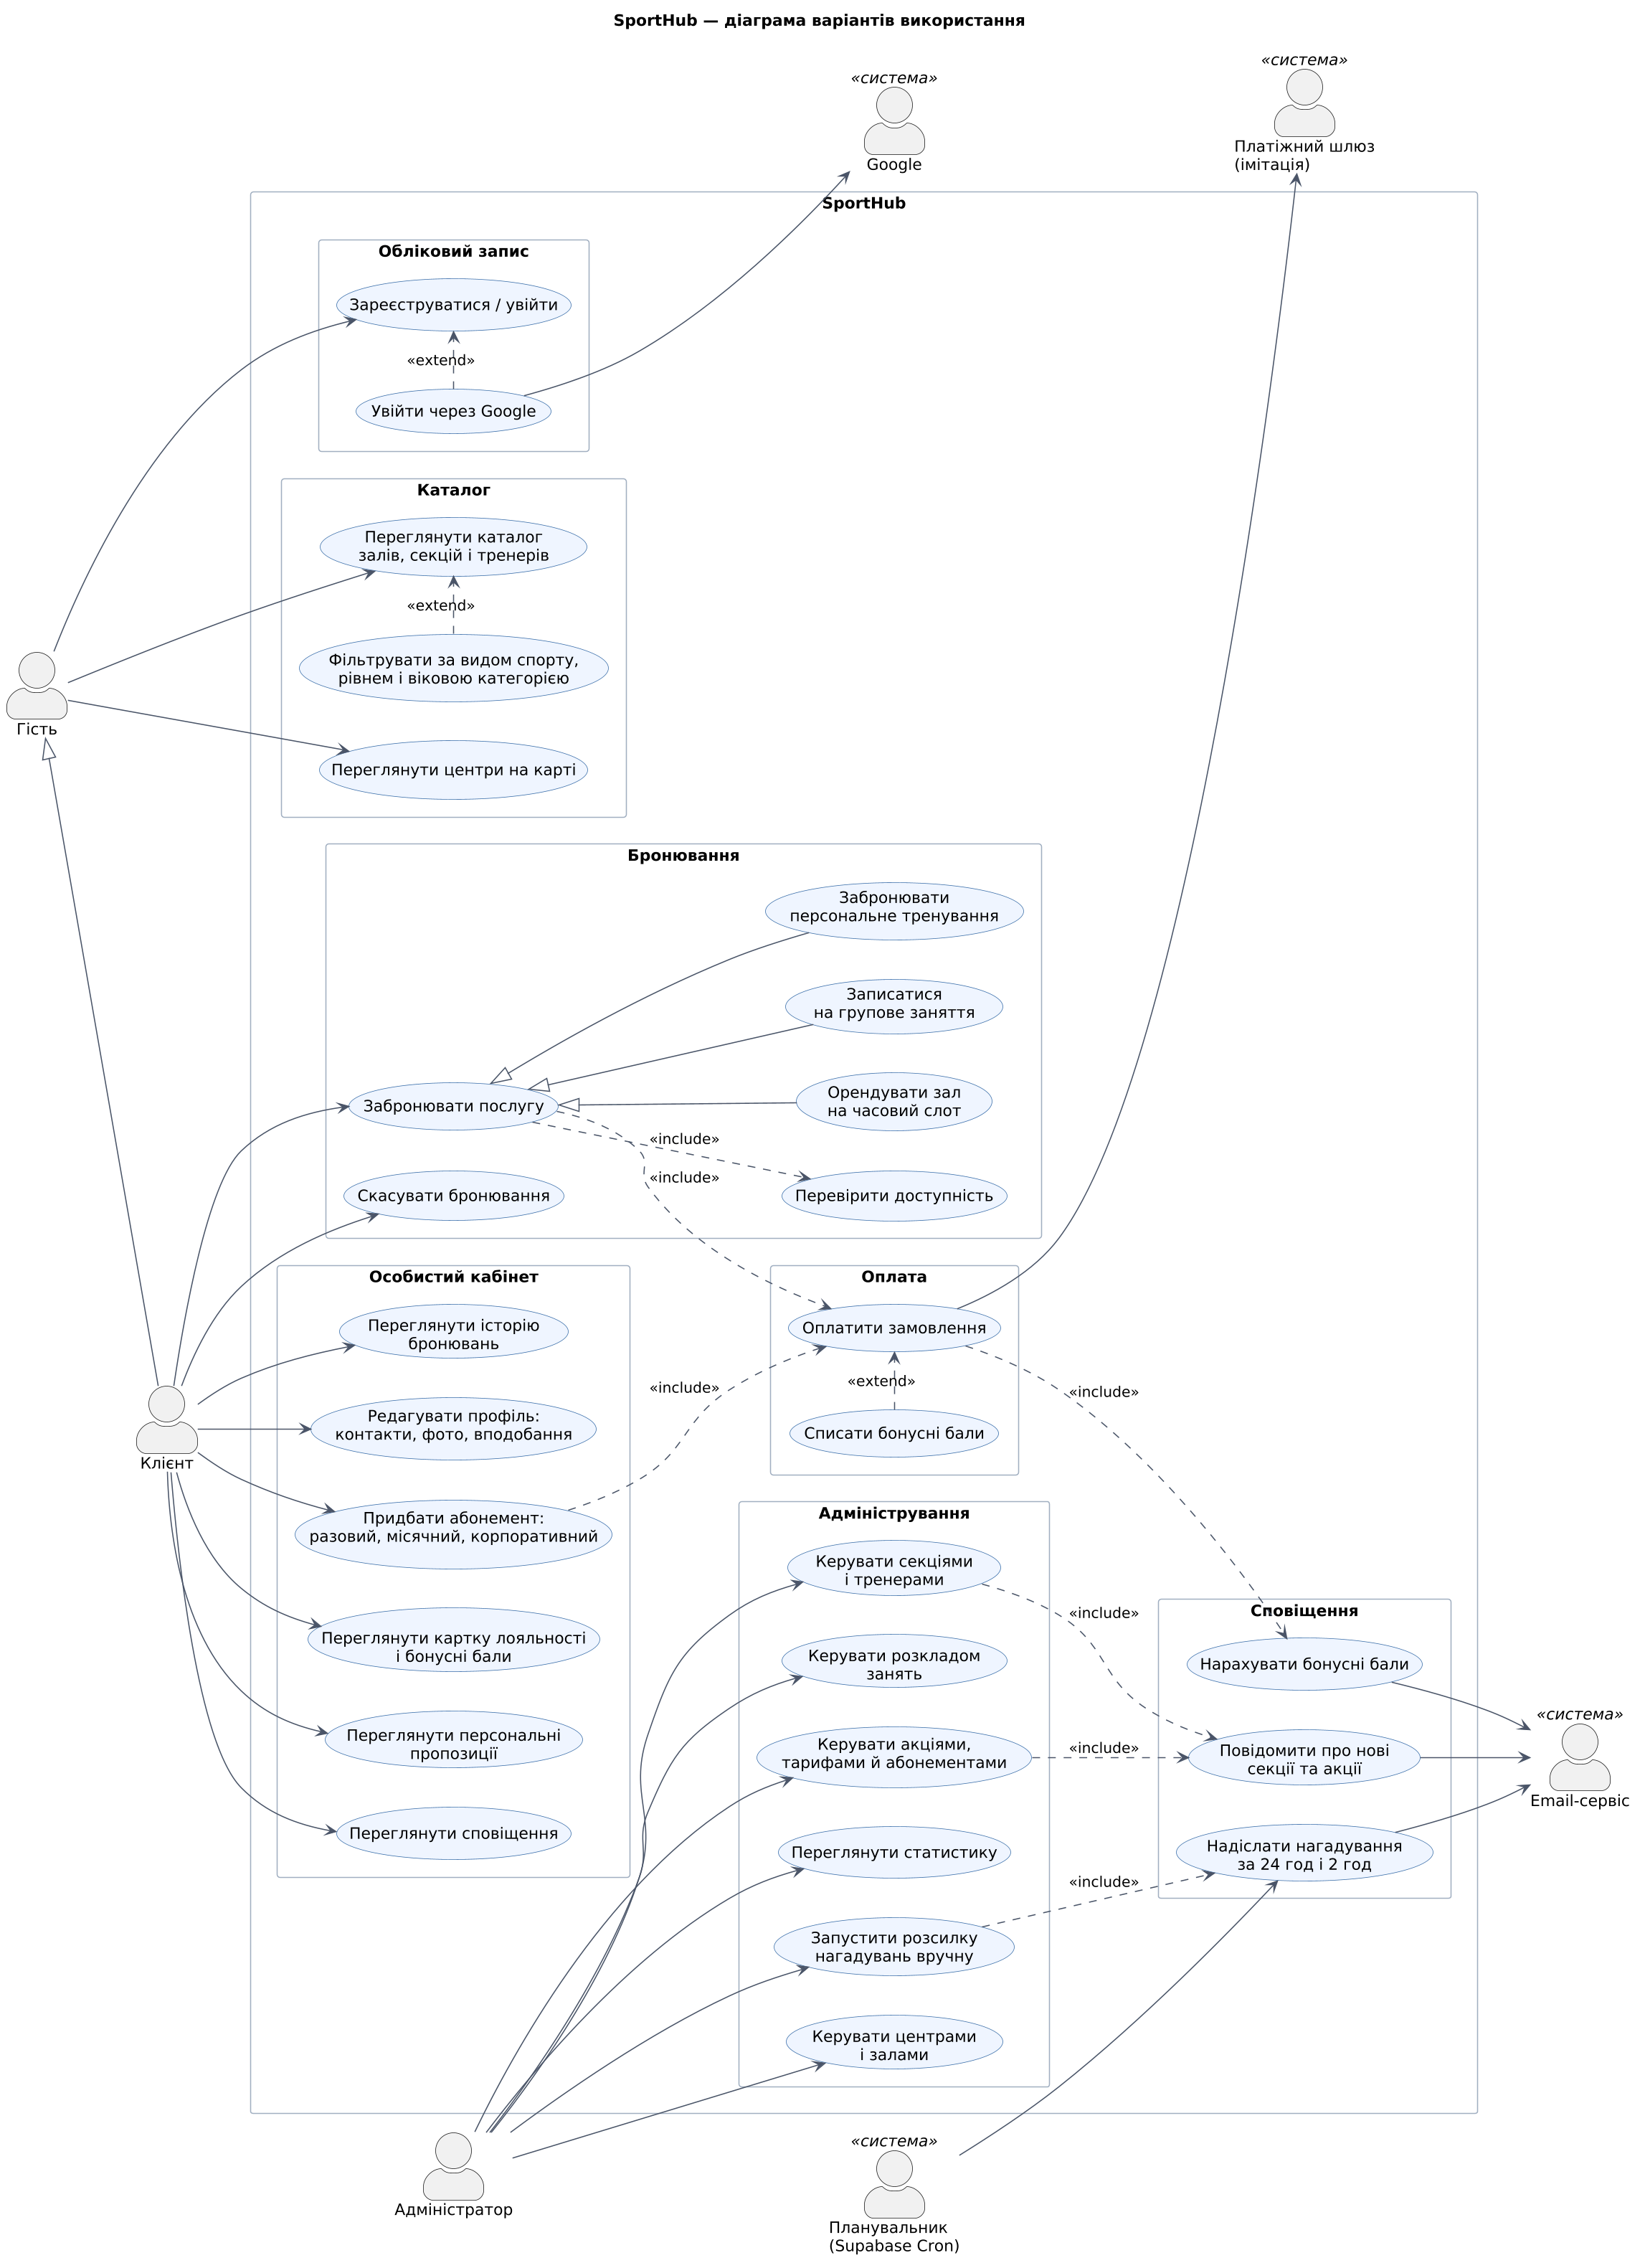 SportHub — діаграма варіантів використання
«система»
Google
«система»
Платіжний шлюз
(імітація)
SportHub
Обліковий запис
Зареєструватися / увійти
«extend»
Увійти через Google
Каталог
Переглянути каталог
залів, секцій і тренерів
«extend»
Фільтрувати за видом спорту,
рівнем і віковою категорією
Переглянути центри на карті
Гість
Бронювання
Забронювати
персональне тренування
Записатися
на групове заняття
Орендувати зал
на часовий слот
Забронювати послугу
«include»
«include»
Перевірити доступність
Скасувати бронювання
Особистий кабінет
Переглянути історію
бронювань
Редагувати профіль:
контакти, фото, вподобання
Придбати абонемент:
разовий, місячний, корпоративний
Переглянути картку лояльності
і бонусні бали
Переглянути персональні
пропозиції
Переглянути сповіщення
Клієнт
«include»
Оплата
Оплатити замовлення
«extend»
Списати бонусні бали
«include»
Адміністрування
Керувати секціями
і тренерами
Керувати розкладом
занять
Керувати акціями,
тарифами й абонементами
Переглянути статистику
Запустити розсилку
нагадувань вручну
Керувати центрами
і залами
«include»
«include»
«include»
Сповіщення
Нарахувати бонусні бали
Повідомити про нові
секції та акції
Надіслати нагадування
за 24 год і 2 год
«система»
Email-сервіс
Адміністратор
«система»
Планувальник
(Supabase Cron)